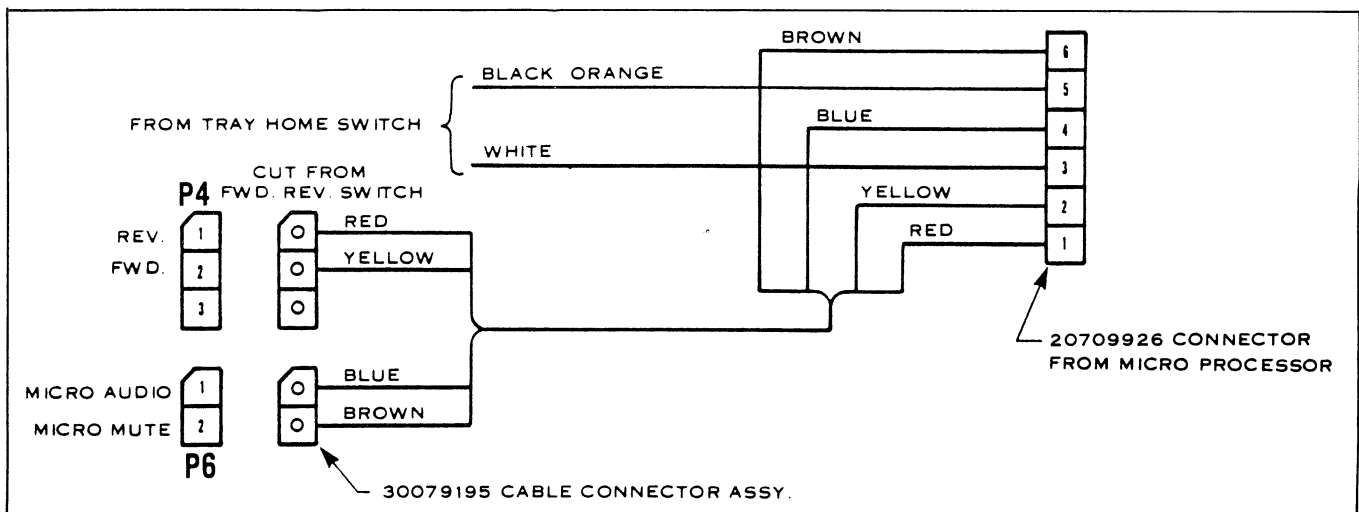 BROWN
6
BLACK ORANGE
5
FROM TRAY HOME SWITCH
BLUE
4
WHITE
3
CUT FROM
FWD. REV. SWITCH
P4
YELLOW
2
RED
1
REV.
1
RED
FWD.
2
YELLOW
3
20709926 CONNECTOR
FROM MICRO PROCESSOR
MICRO AUDIO
1
BLUE
MICRO MUTE
2
BROWN
P6
30079195 CABLE CONNECTOR ASSY.